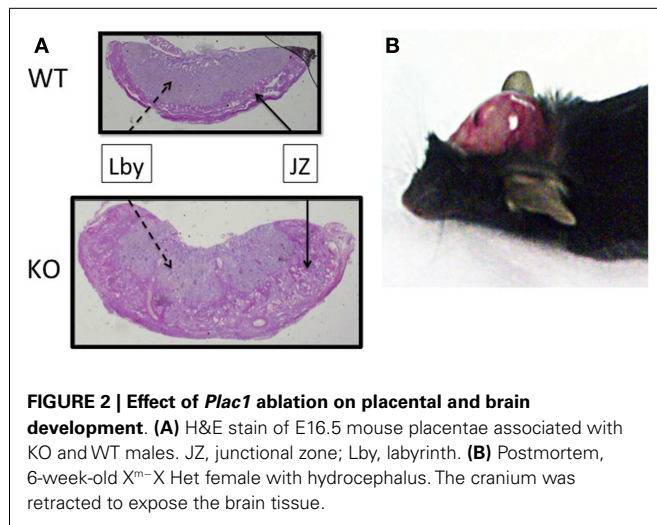 A
B
WT
Lby
JZ
KO
FIGURE 2 | Effect of Plac1 ablation on placental and brain
development. (A) H&E stain of E16.5 mouse placentae associated with
KO and WT males. JZ, junctional zone; Lby, labyrinth. (B) Postmortem,
6-week-old Xᵐ⁻X Het female with hydrocephalus. The cranium was
retracted to expose the brain tissue.